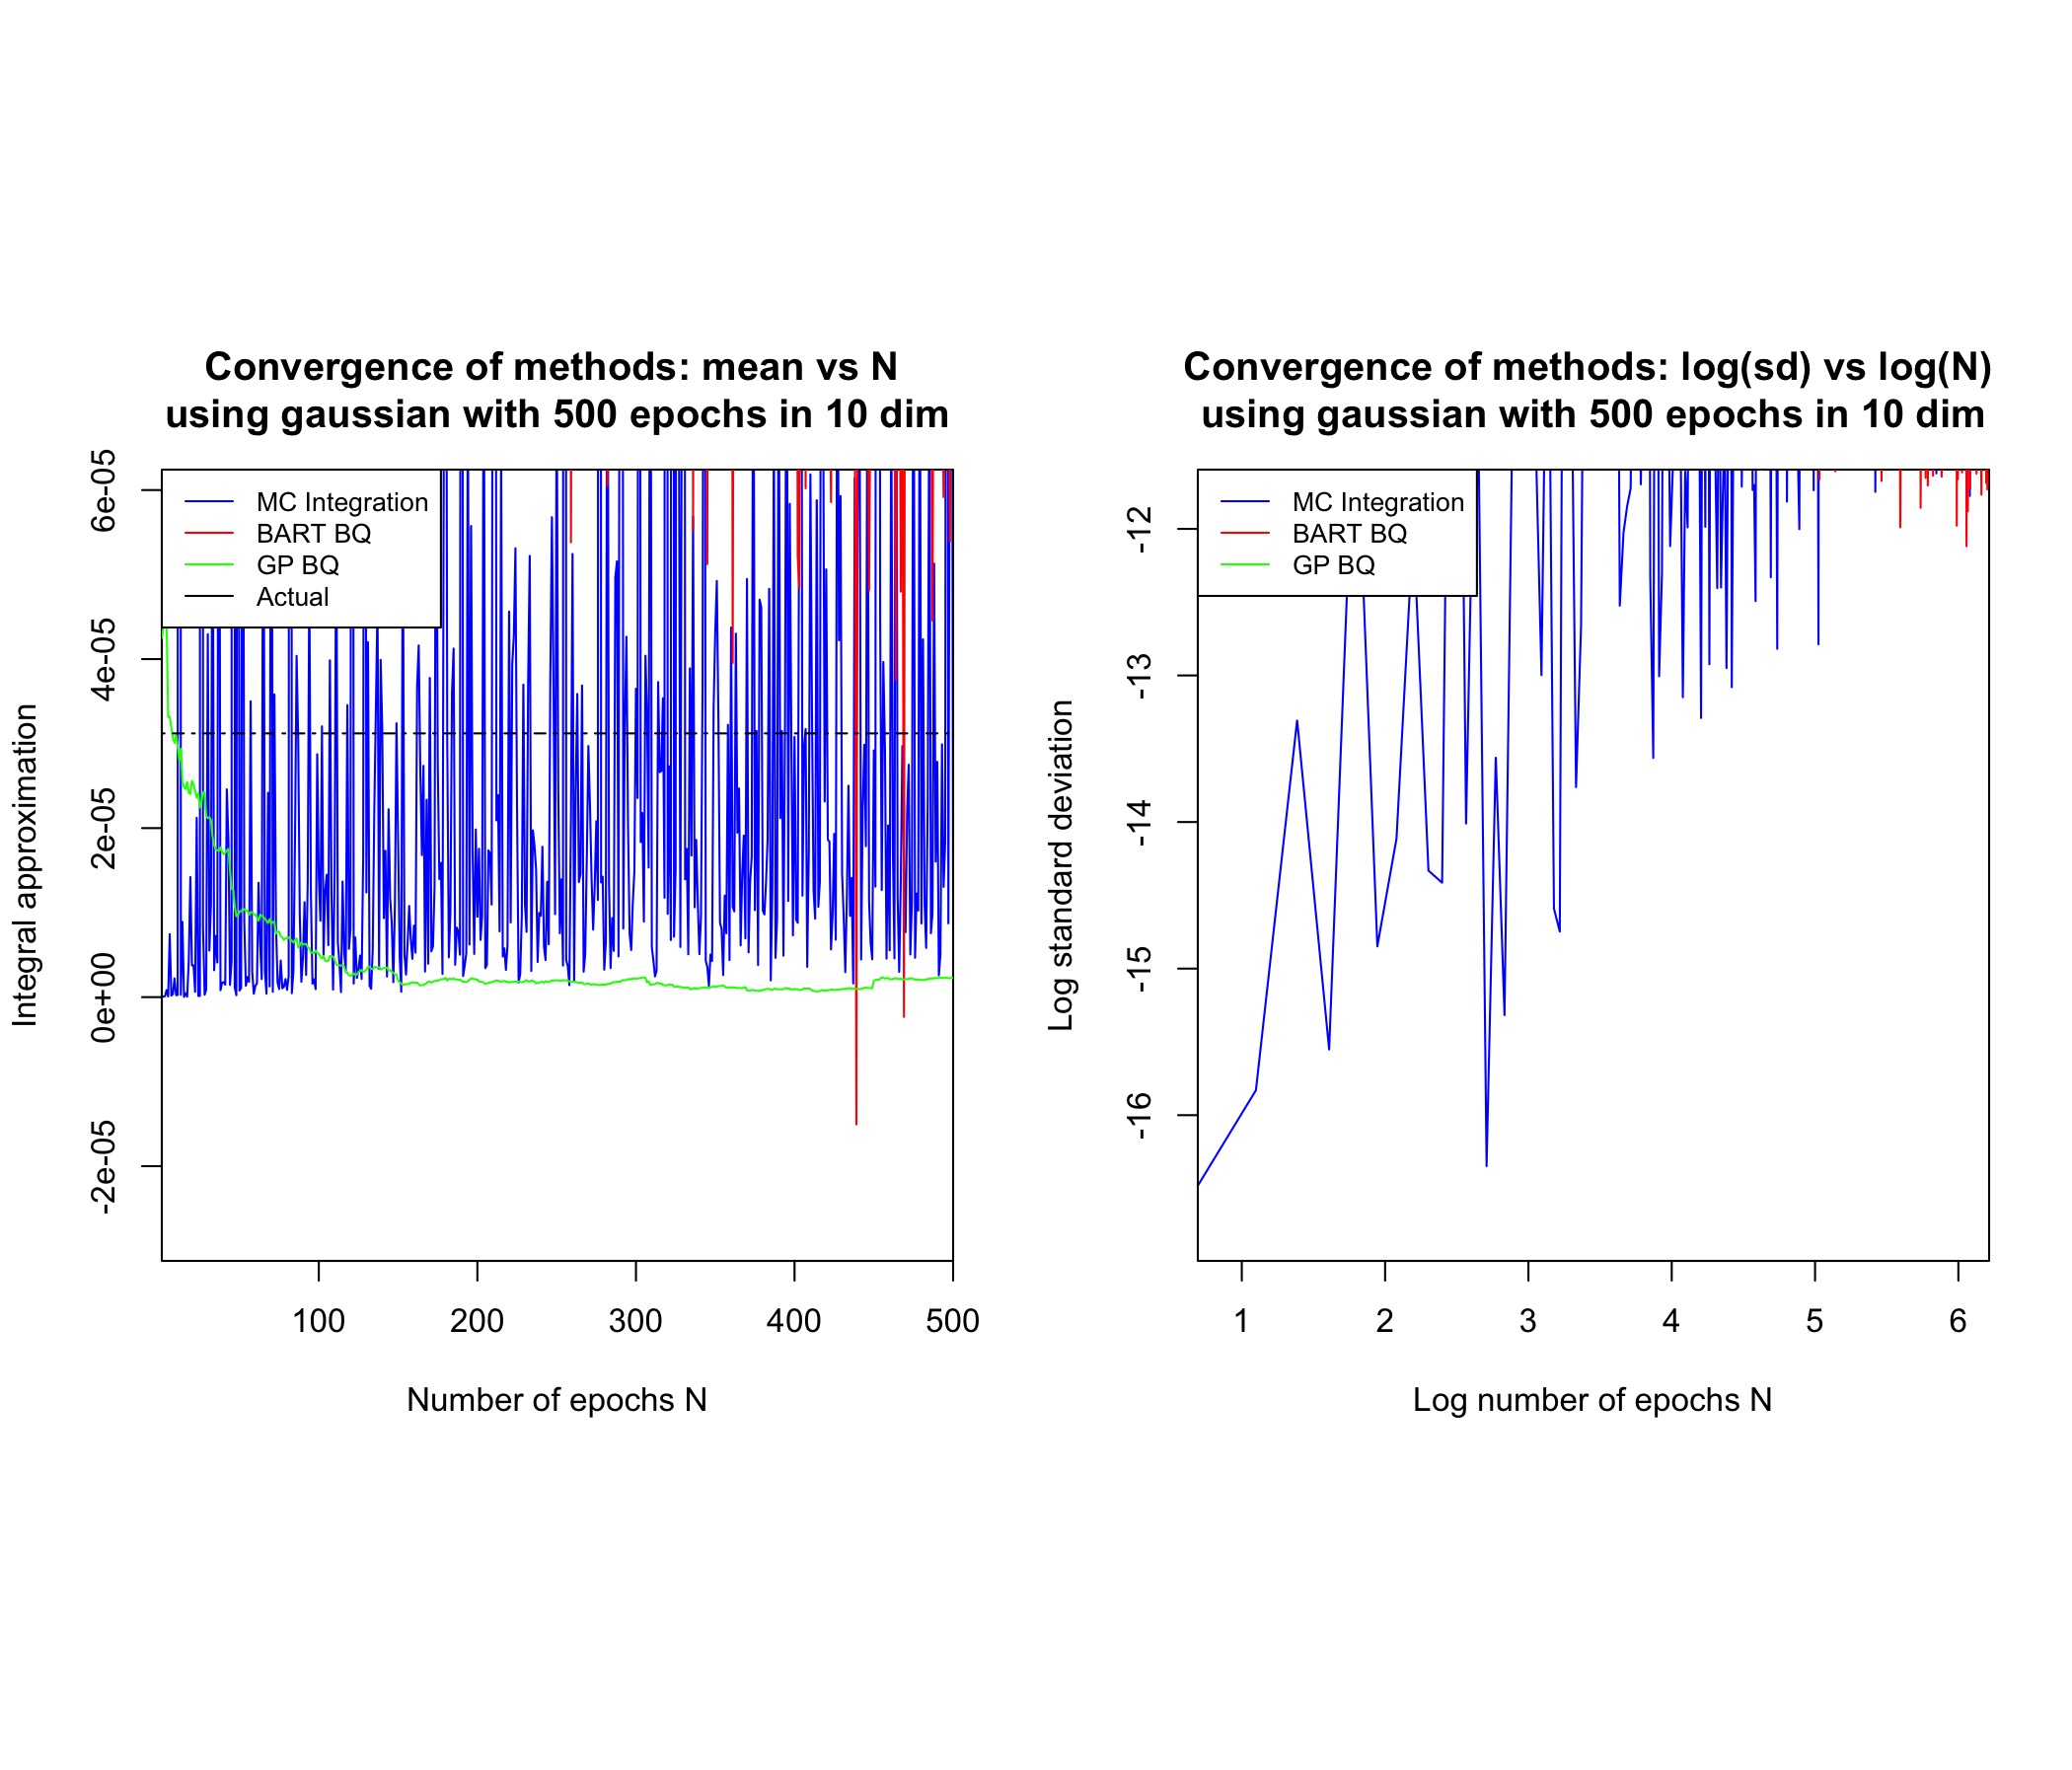 Convergence of methods: mean vs N
using gaussian with 500 epochs in 10 dim
Integral approximation
6e-05
4e-05
2e-05
0e+00
-2e-05
MC Integration
BART BQ
GP BQ
Actual
100
200
300
400
500
Number of epochs N
Convergence of methods: log(sd) vs log(N)
using gaussian with 500 epochs in 10 dim
Log standard deviation
-12
-13
-14
-15
-16
MC Integration
BART BQ
GP BQ
1
2
3
4
5
6
Log number of epochs N